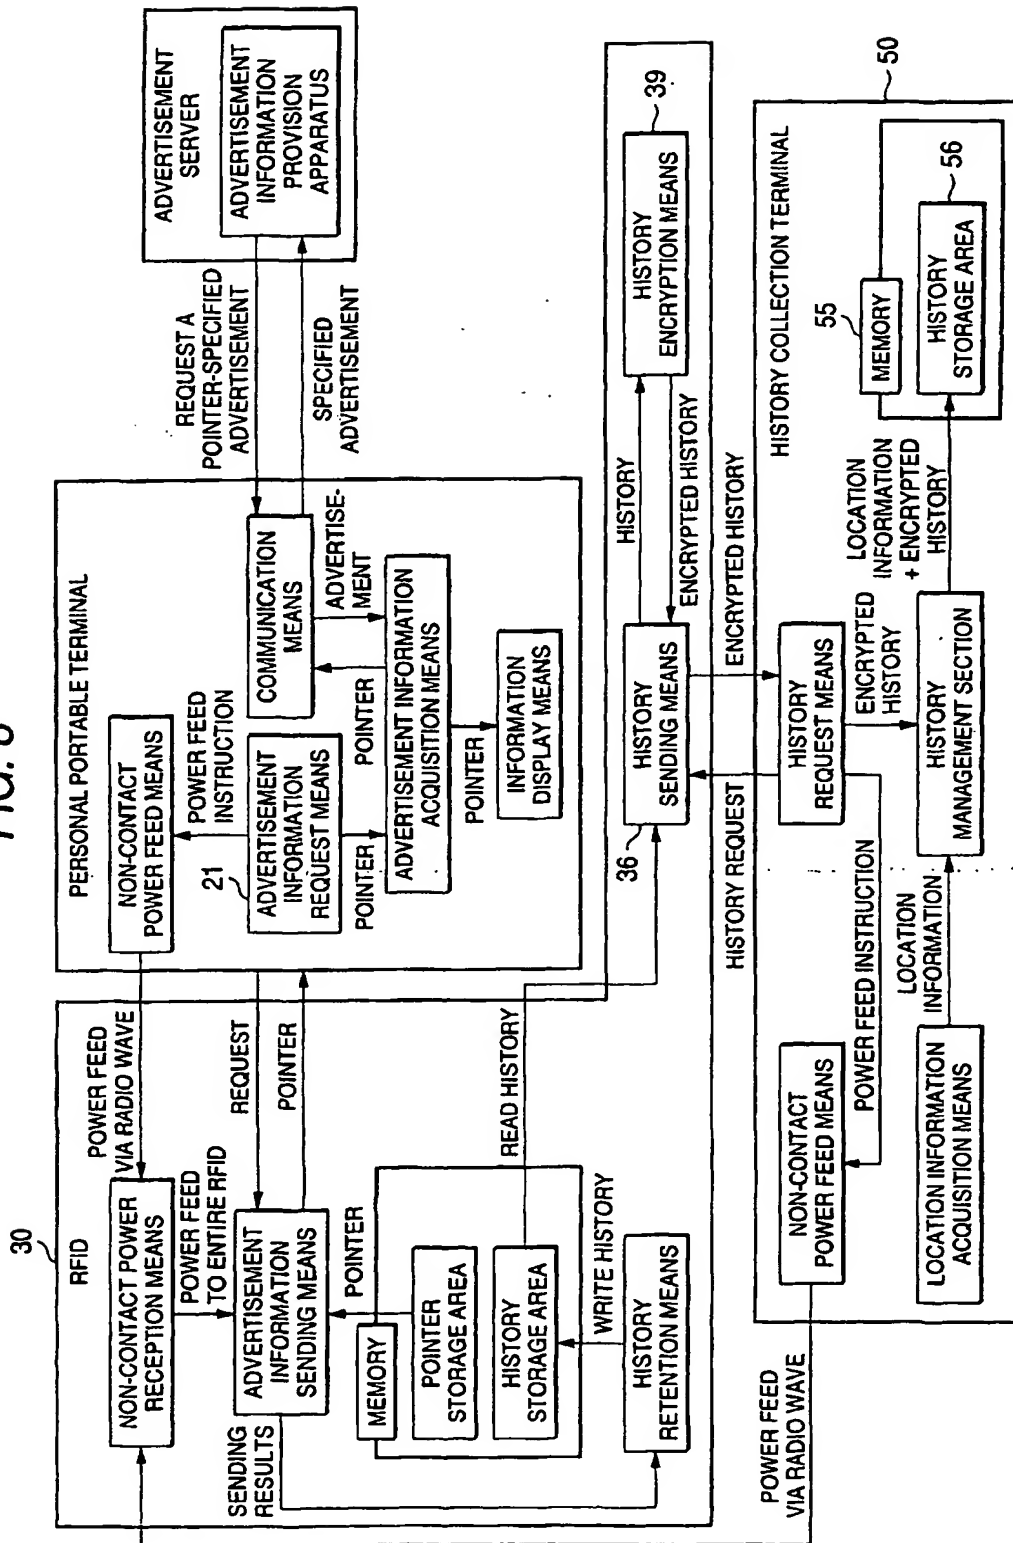 30
RFID
NON-CONTACT POWER
RECEPTION MEANS
POWER FEED
TO ENTIRE RFID
ADVERTISEMENT
INFORMATION
SENDING MEANS
SENDING
RESULTS
POINTER
MEMORY
POINTER
STORAGE AREA
HISTORY
STORAGE AREA
WRITE HISTORY
HISTORY
RETENTION MEANS
READ HISTORY
POWER FEED
VIA RADIO WAVE
REQUEST
POINTER
PERSONAL PORTABLE TERMINAL
NON-CONTACT
POWER FEED MEANS
POWER FEED
INSTRUCTION
21
ADVERTISEMENT
INFORMATION
REQUEST MEANS
POINTER
POINTER
COMMUNICATION
MEANS
ADVERTISE-
MENT
ADVERTISEMENT INFORMATION
ACQUISITION MEANS
POINTER
INFORMATION
DISPLAY MEANS
REQUEST A
POINTER-SPECIFIED
ADVERTISEMENT
SPECIFIED
ADVERTISEMENT
ADVERTISEMENT
SERVER
ADVERTISEMENT
INFORMATION
PROVISION
APPARATUS
36
HISTORY
SENDING MEANS
HISTORY
ENCRYPTED HISTORY
39
HISTORY
ENCRYPTION MEANS
HISTORY REQUEST
ENCRYPTED HISTORY
POWER FEED
VIA RADIO WAVE
50
HISTORY COLLECTION TERMINAL
NON-CONTACT
POWER FEED MEANS
POWER FEED INSTRUCTION
HISTORY
REQUEST MEANS
ENCRYPTED
HISTORY
LOCATION INFORMATION
ACQUISITION MEANS
LOCATION
INFORMATION
HISTORY
MANAGEMENT SECTION
LOCATION
INFORMATION
+ ENCRYPTED
HISTORY
55
MEMORY
56
HISTORY
STORAGE AREA